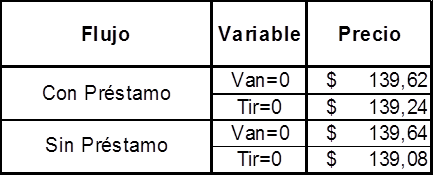 Flujo Variable Precio
Con Préstamo Van=0 $ 139,62
Tir=0 $ 139,24
Sin Préstamo Van=0 $ 139,64
Tir=0 $ 139,08